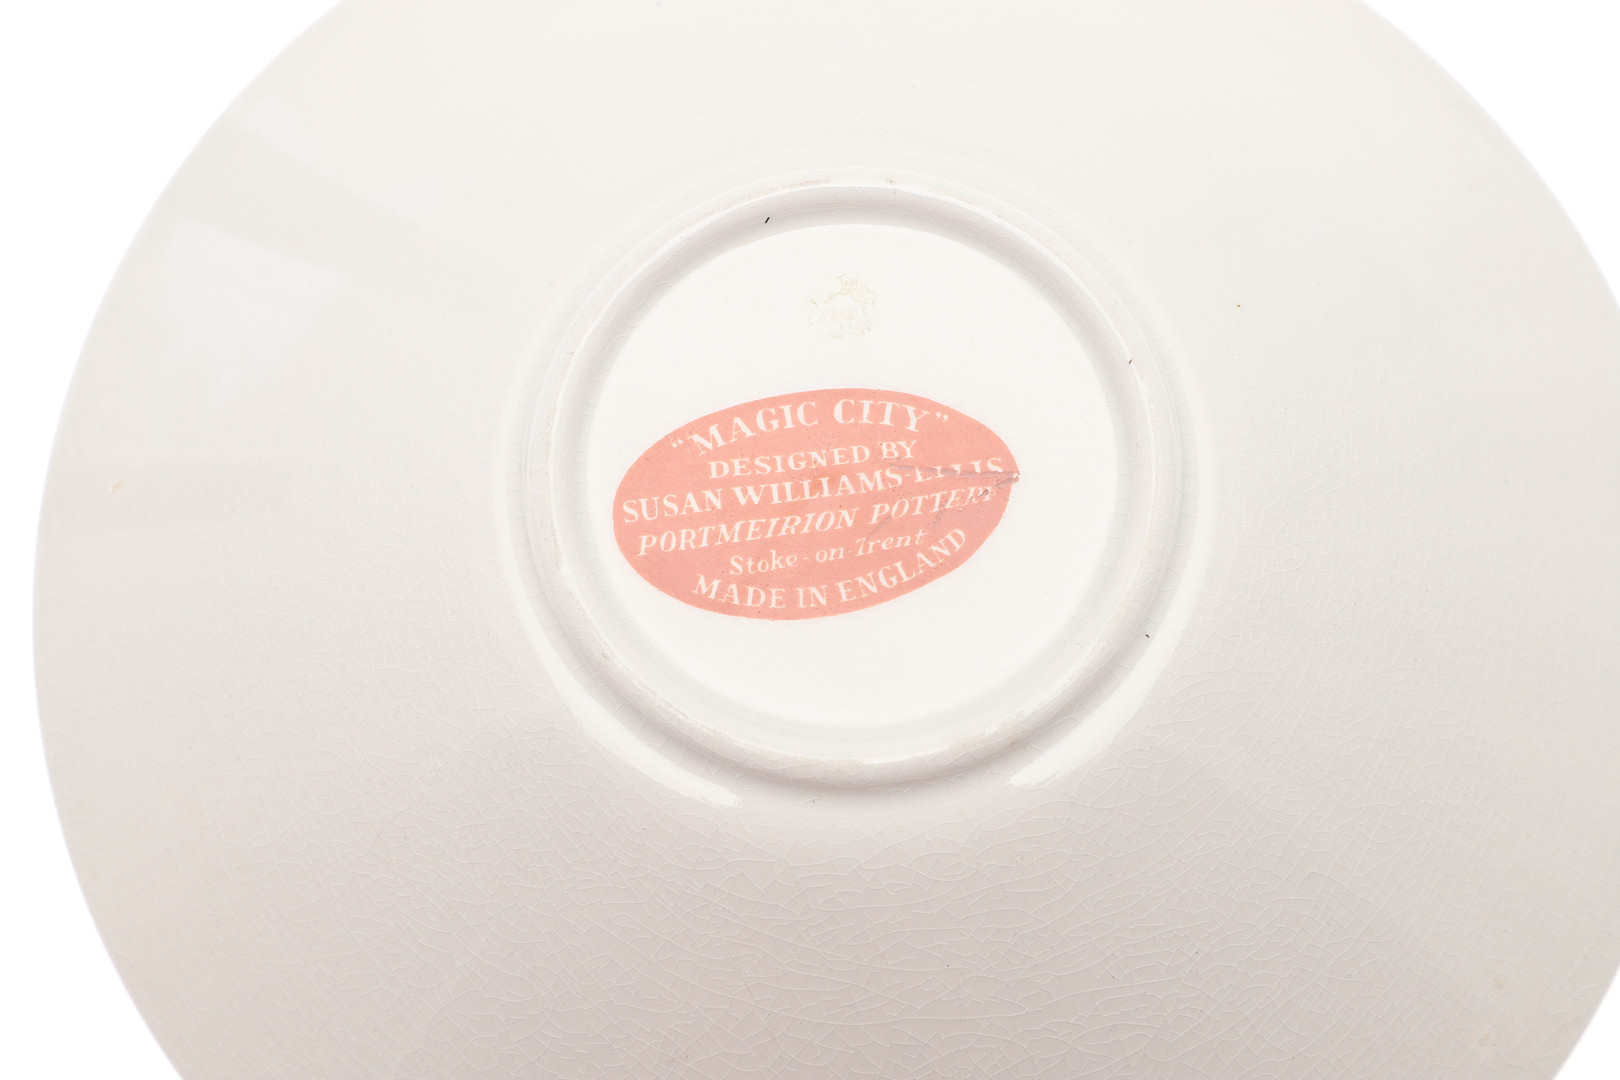 “MAGIC CITY”
DESIGNED BY
SUSAN WILLIAMS-ELLIS
PORTMEIRION POTTERY
Stoke-on-Trent
MADE IN ENGLAND